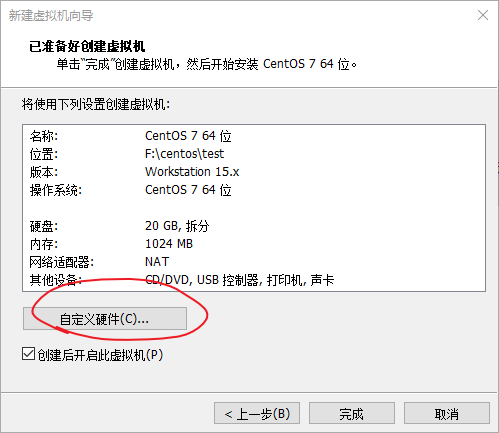 新建虚拟机向导
已准备好创建虚拟机
单击“完成”创建虚拟机，然后开始安装 CentOS 7 64 位。
将使用下列设置创建虚拟机:
名称: CentOS 7 64 位
位置: F:\centos\test
版本: Workstation 15.x
操作系统: CentOS 7 64 位
硬盘: 20 GB, 拆分
内存: 1024 MB
网络适配器: NAT
其他设备: CD/DVD, USB 控制器, 打印机, 声卡
自定义硬件(C)...
创建后开启此虚拟机(P)
< 上一步(B) 完成 取消